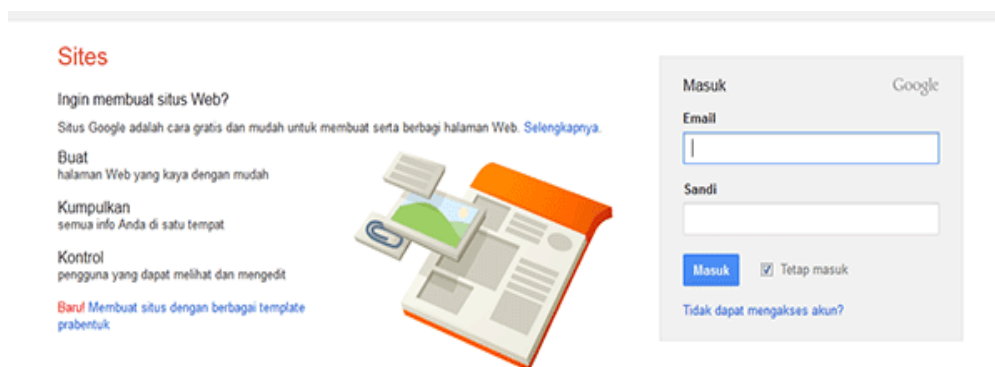 Sites
Ingin membuat situs Web?
Situs Google adalah cara gratis dan mudah untuk membuat serta berbagi halaman Web. Selengkapnya.
Buat
halaman Web yang kaya dengan mudah
Kumpulkan
semua info Anda di satu tempat
Kontrol
pengguna yang dapat melihat dan mengedit
Baru! Membuat situs dengan berbagai template
prabentuk
Masuk Google
Email
Sandi
Masuk Tetap masuk
Tidak dapat mengakses akun?